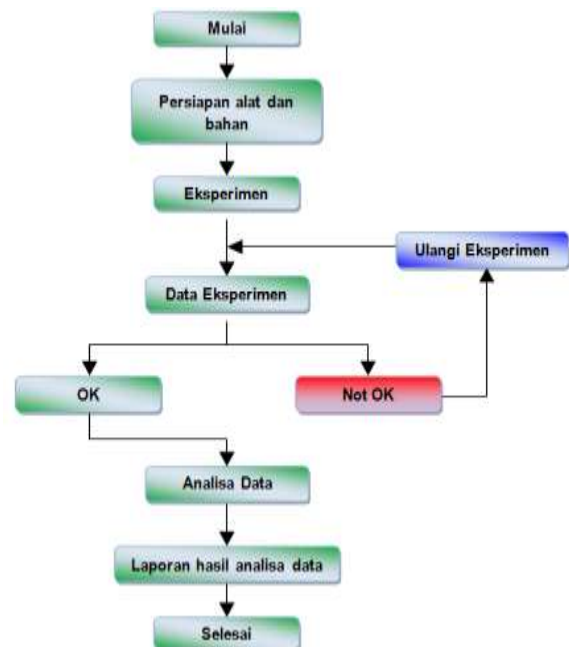 Mulai
Persiapan alat dan
bahan
Eksperimen
Ulangi Eksperimen
Data Eksperimen
OK
Not OK
Analisa Data
Laporan hasil analisa data
Selesai